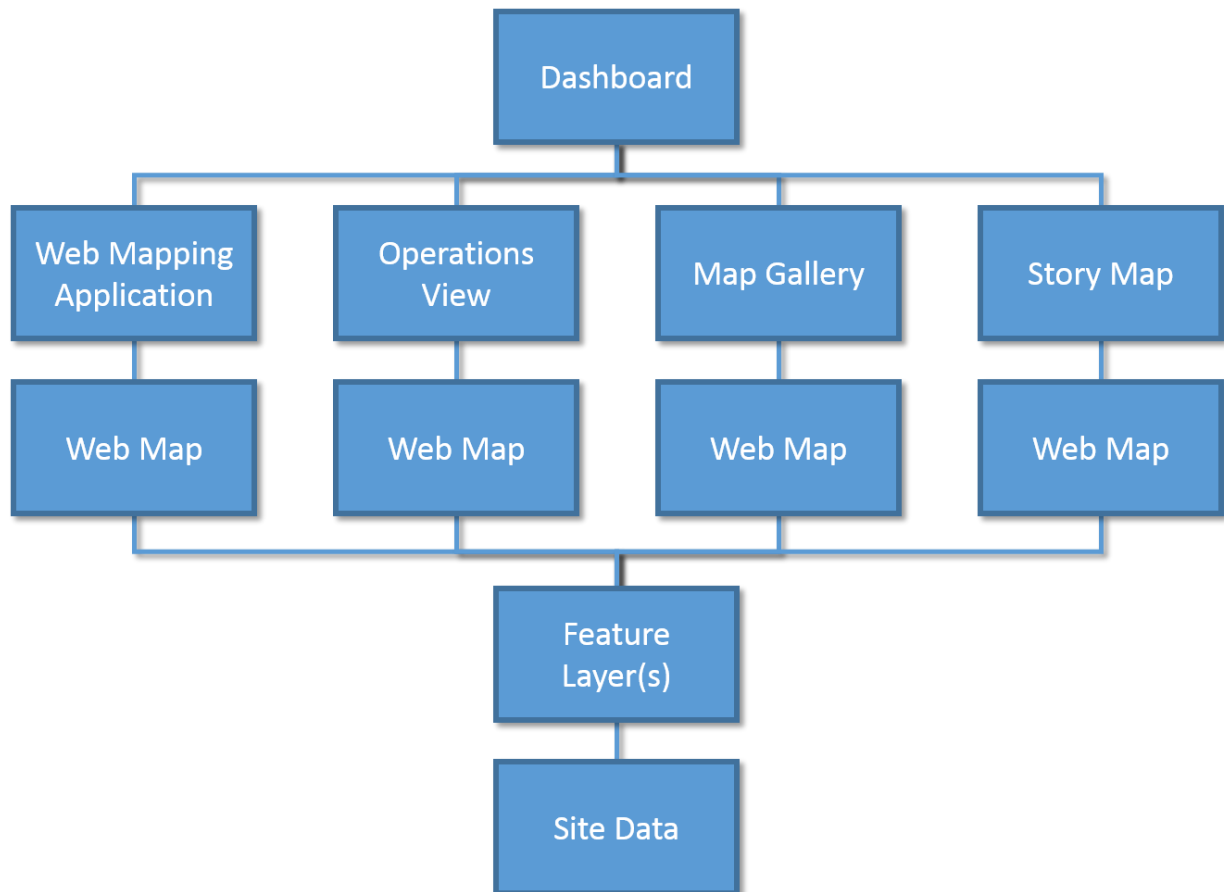 Dashboard
Web Mapping
Application
Operations
View
Map Gallery
Story Map
Web Map
Web Map
Web Map
Web Map
Feature
Layer(s)
Site Data